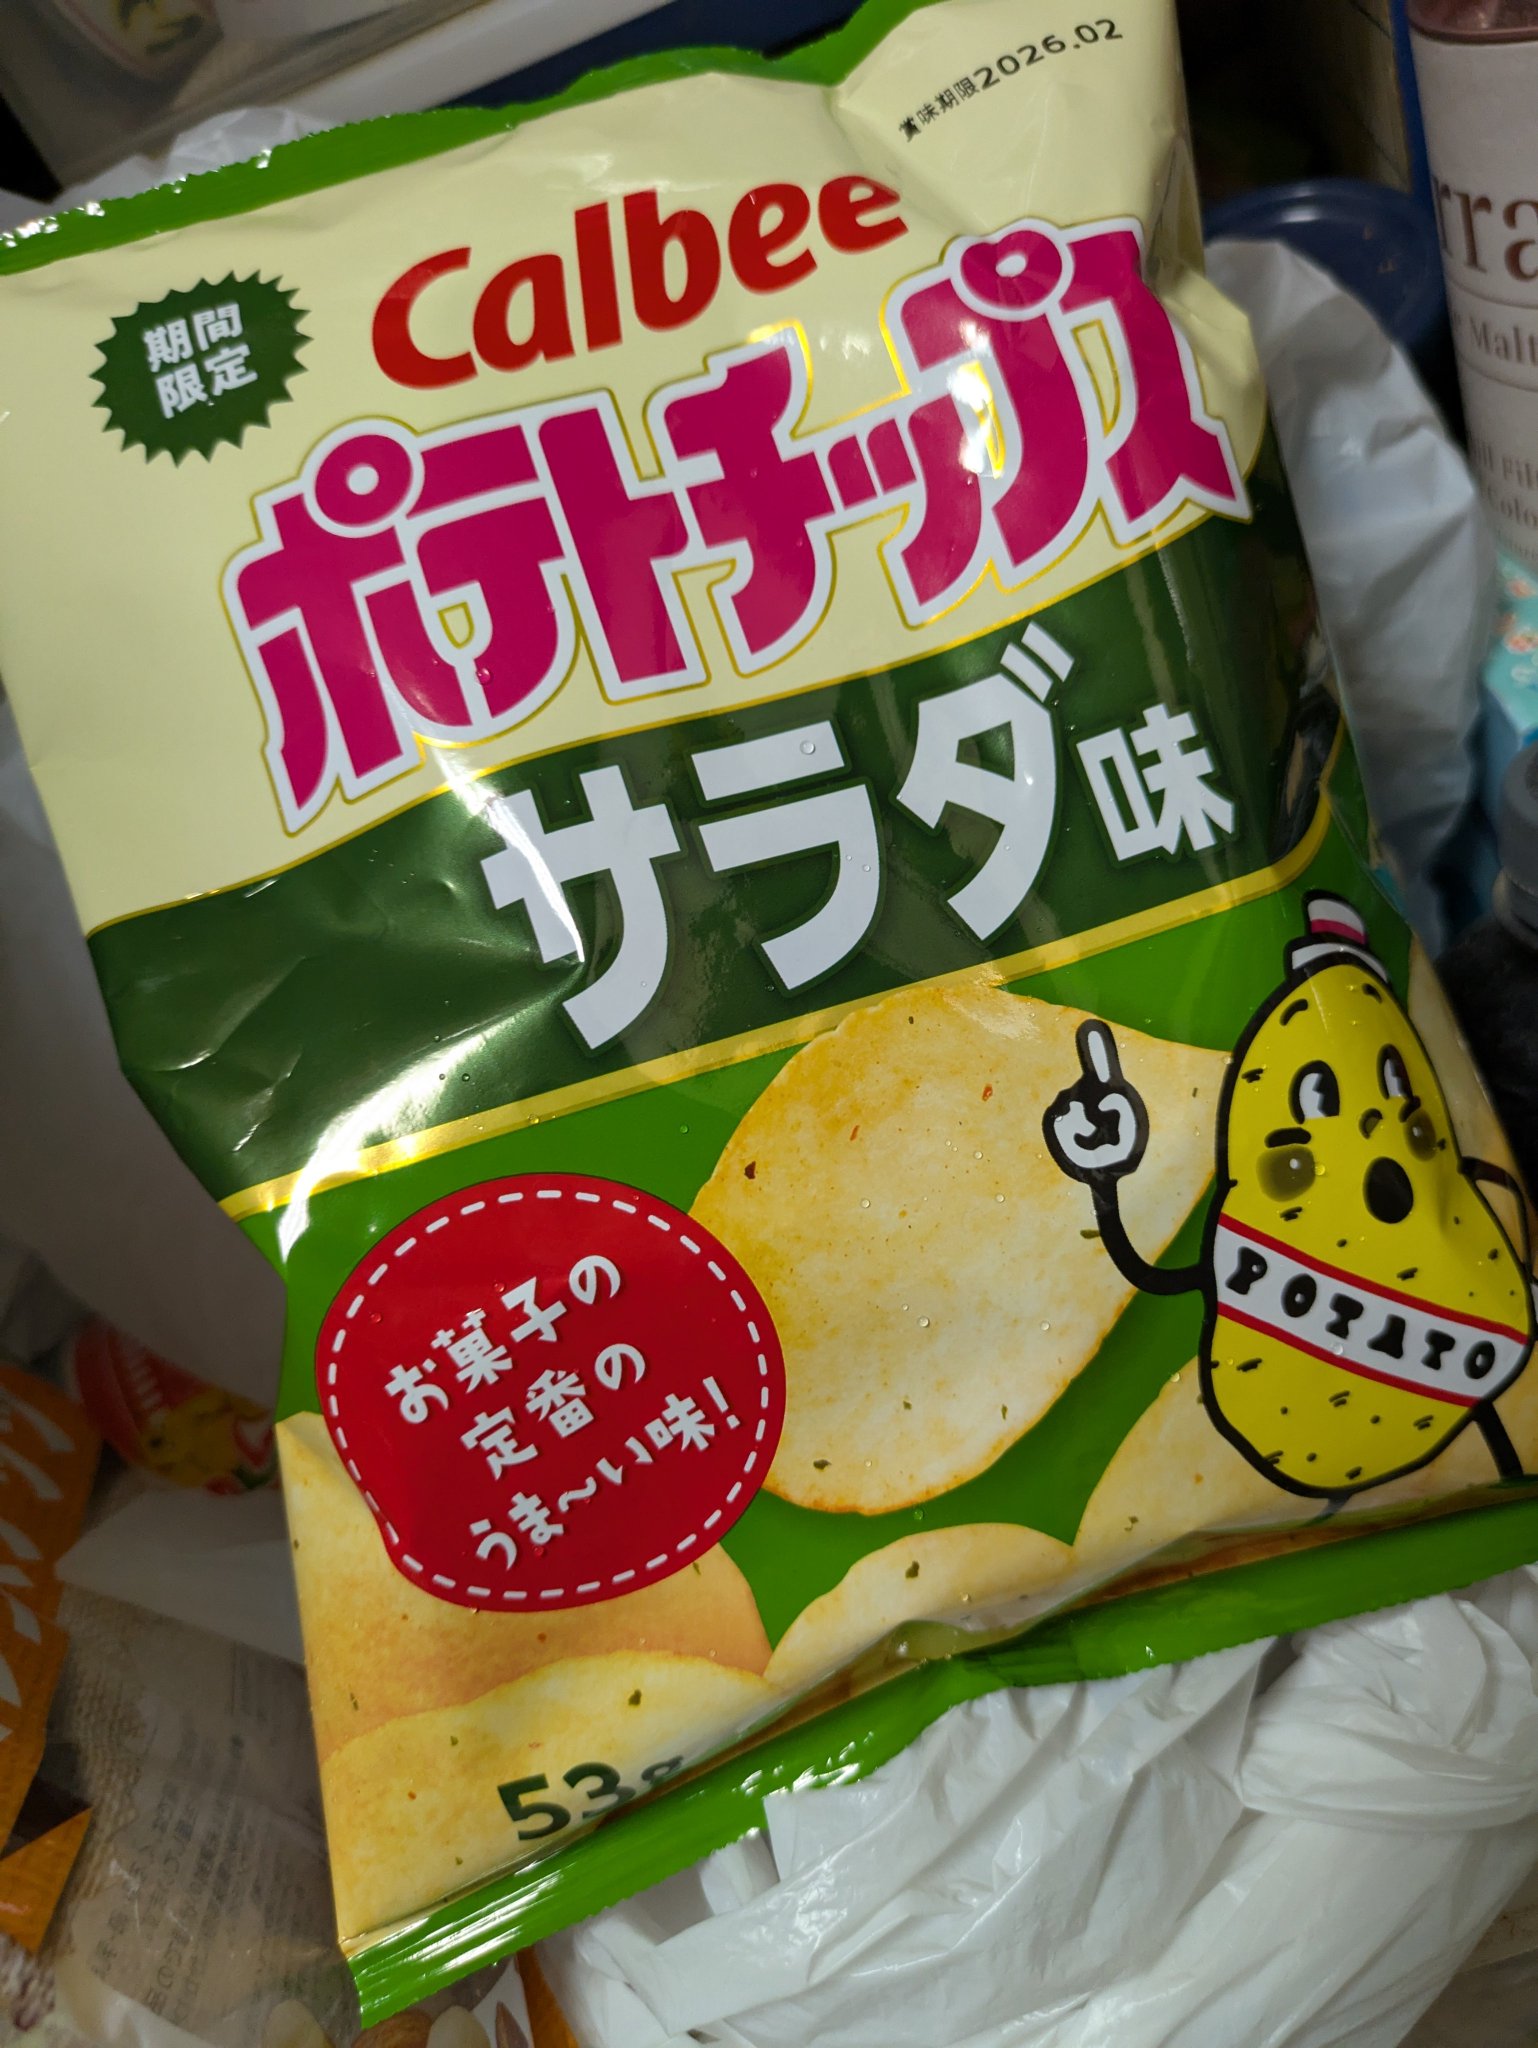 賞味期限2026.02
Calbee
期間
限定
ポテトチップス
サラダ味
POTATO
お菓子の
定番の
うま〜い味!
53g
rra
Malt